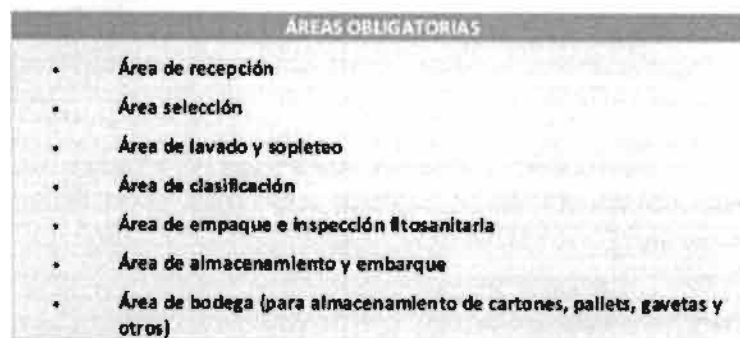 ÁREAS OBLIGATORIAS
• Área de recepción
• Área selección
• Área de lavado y sopleteo
• Área de clasificación
• Área de empaque e inspección fitosanitaria
• Área de almacenamiento y embarque
• Área de bodega (para almacenamiento de cartones, pallets, gavetas y
otros)